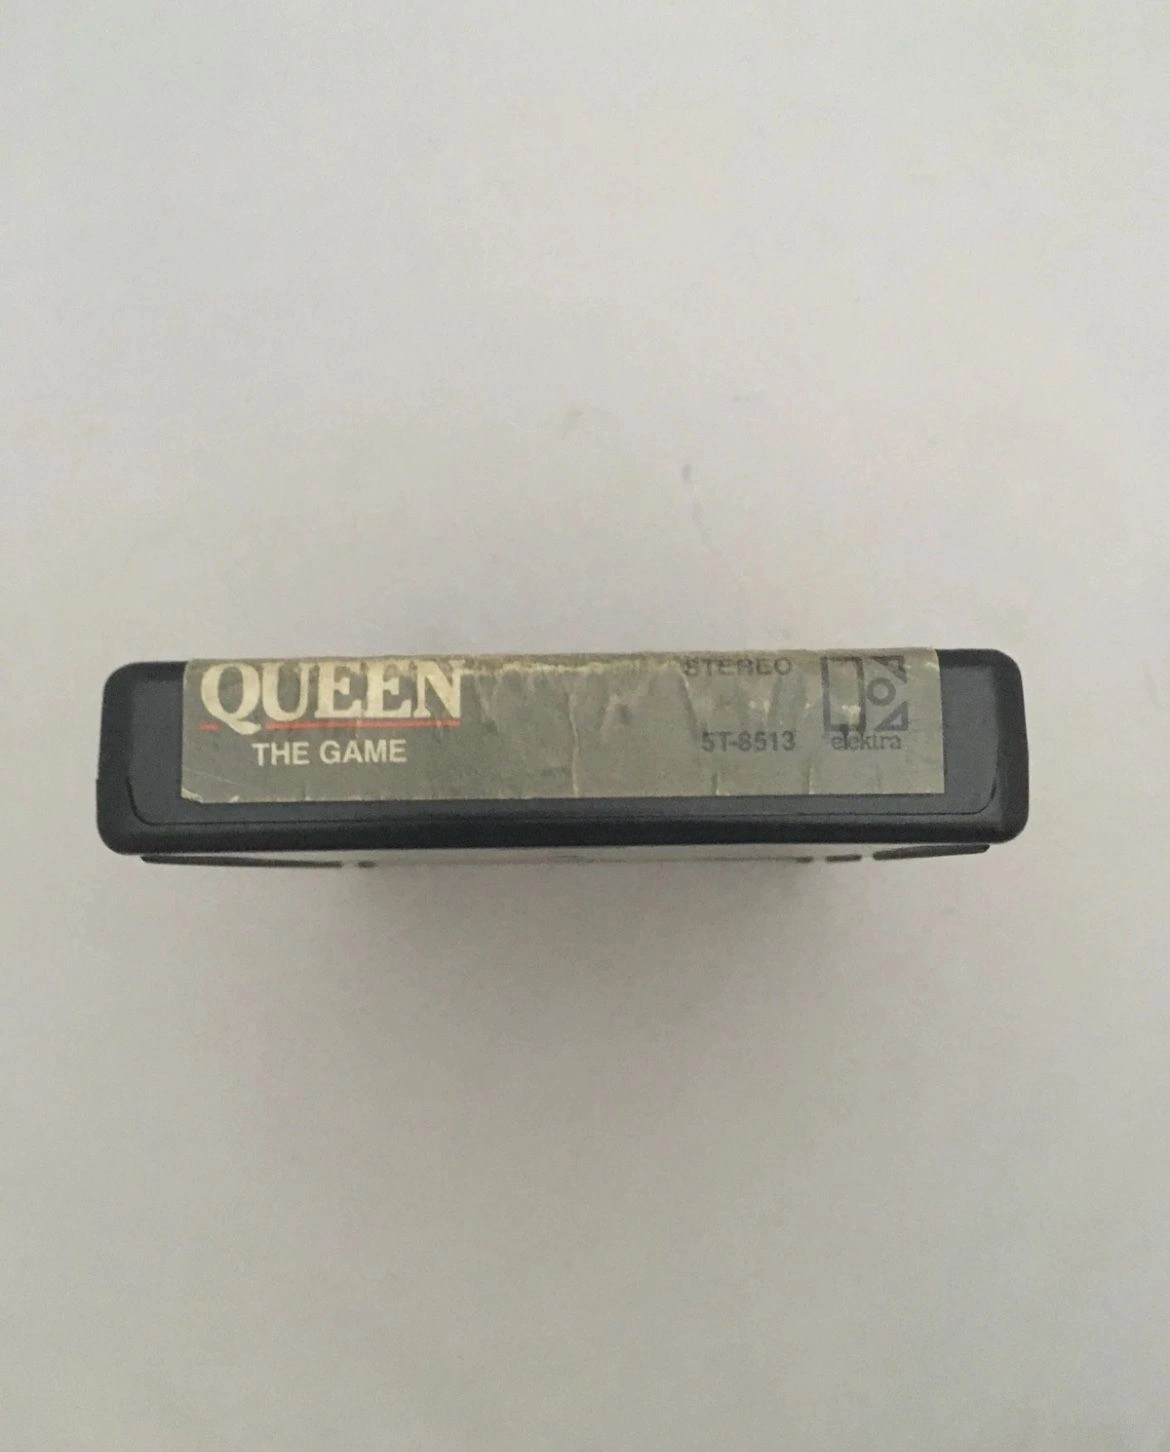 QUEEN
THE GAME
STEREO
5T-8513
elektra